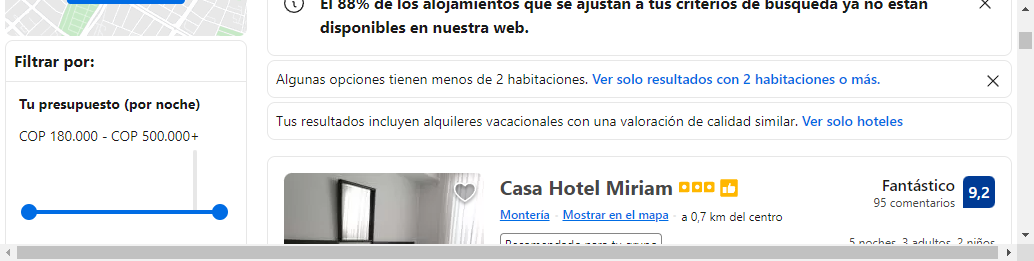 El 88% de los alojamientos que se ajustan a tus criterios de búsqueda ya no están
disponibles en nuestra web.
Filtrar por:
Algunas opciones tienen menos de 2 habitaciones. Ver solo resultados con 2 habitaciones o más.
Tu presupuesto (por noche)
COP 180.000 - COP 500.000+
Tus resultados incluyen alquileres vacacionales con una valoración de calidad similar. Ver solo hoteles
Casa Hotel Miriam
Fantástico
9,2
95 comentarios
Montería · Mostrar en el mapa · a 0,7 km del centro
Recomendado para tu grupo
5 noches, 3 adultos, 2 niños